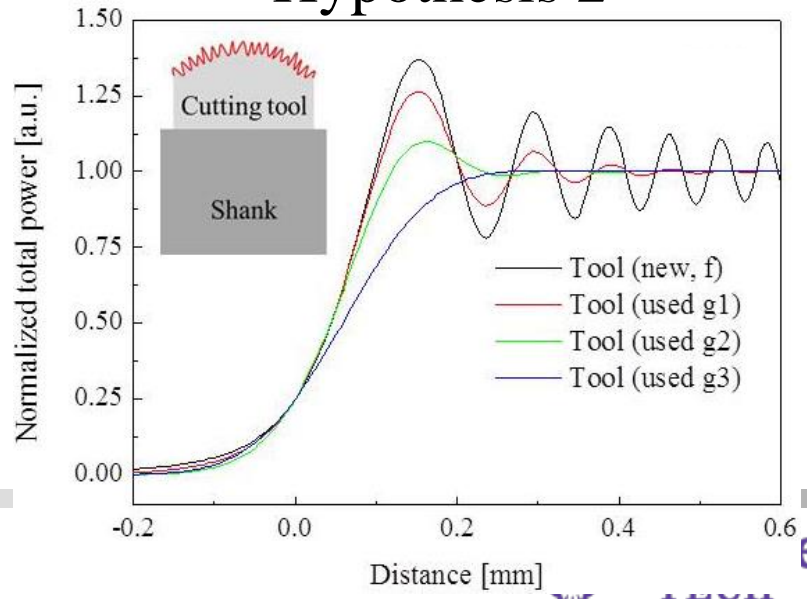 Hypothesis 2
1.50
1.25
1.00
0.75
0.50
0.25
0.00
Normalized total power [a.u.]
Cutting tool
Shank
Tool (new, f)
Tool (used g1)
Tool (used g2)
Tool (used g3)
-0.2
0.0
0.2
0.4
0.6
Distance [mm]